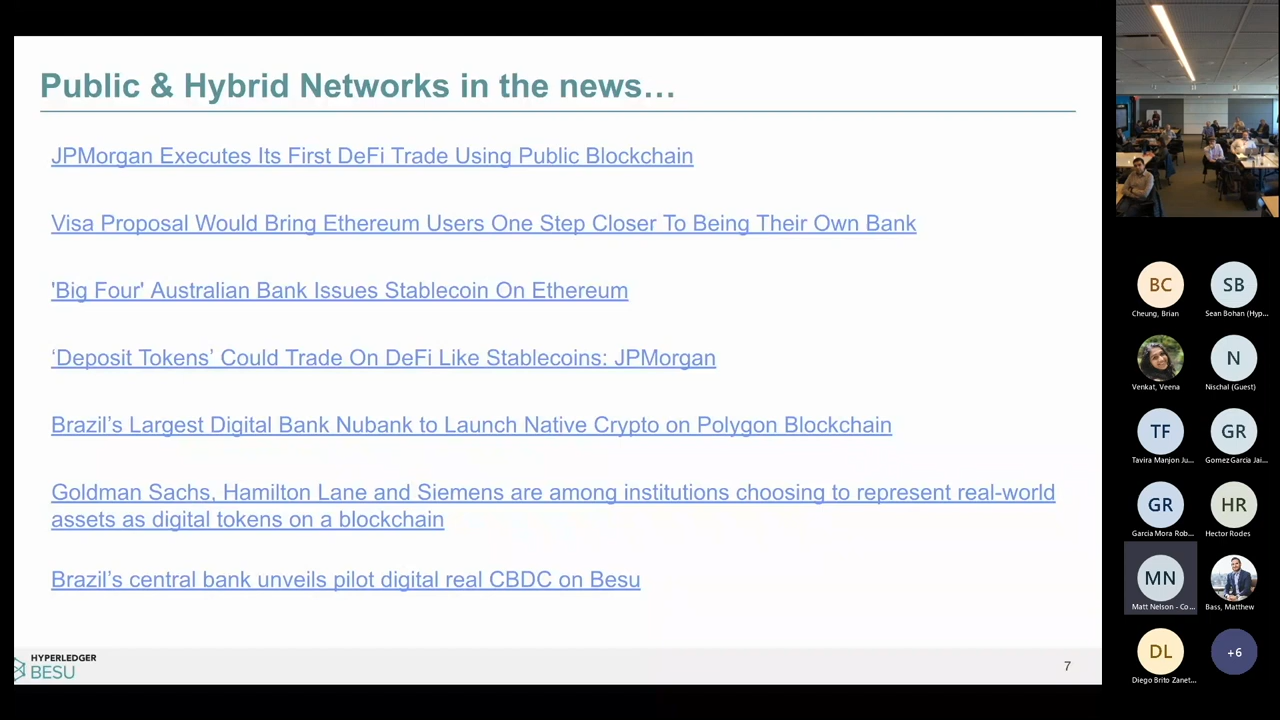 Public & Hybrid Networks in the news…
JPMorgan Executes Its First DeFi Trade Using Public Blockchain
Visa Proposal Would Bring Ethereum Users One Step Closer To Being Their Own Bank
'Big Four' Australian Bank Issues Stablecoin On Ethereum
‘Deposit Tokens’ Could Trade On DeFi Like Stablecoins: JPMorgan
Brazil’s Largest Digital Bank Nubank to Launch Native Crypto on Polygon Blockchain
Goldman Sachs, Hamilton Lane and Siemens are among institutions choosing to represent real-world
assets as digital tokens on a blockchain
Brazil’s central bank unveils pilot digital real CBDC on Besu
HYPERLEDGER
BESU
7
BC
SB
Cheung, Brian
Sean Bohan (Hyp...
N
Venkat, Veena
Nischal (Guest)
TF
GR
Tavira Manjon Ju...
Gomez Garcia Jai...
GR
HR
Garcia Mora Rob...
Hector Rodes
MN
Matt Nelson - Co...
Bass, Matthew
DL
+6
Diego Brito Zanet...